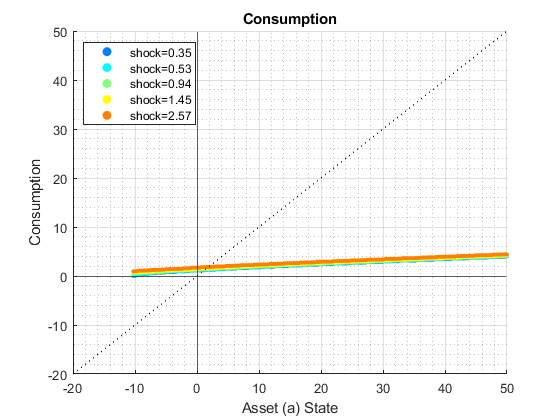 Consumption
50
40
30
20
10
0
-10
-20
shock=0.35
shock=0.53
shock=0.94
shock=1.45
shock=2.57
Consumption
-20 -10 0 10 20 30 40 50
Asset (a) State